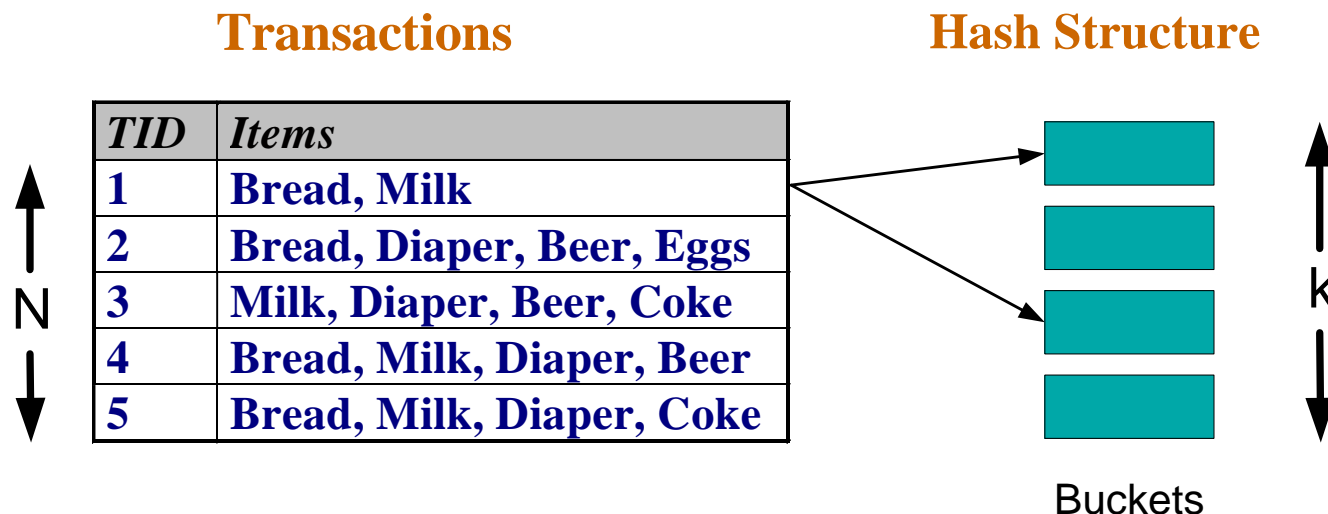 Transactions
Hash Structure
TID Items
1 Bread, Milk
2 Bread, Diaper, Beer, Eggs
3 Milk, Diaper, Beer, Coke
4 Bread, Milk, Diaper, Beer
5 Bread, Milk, Diaper, Coke
N
k
Buckets